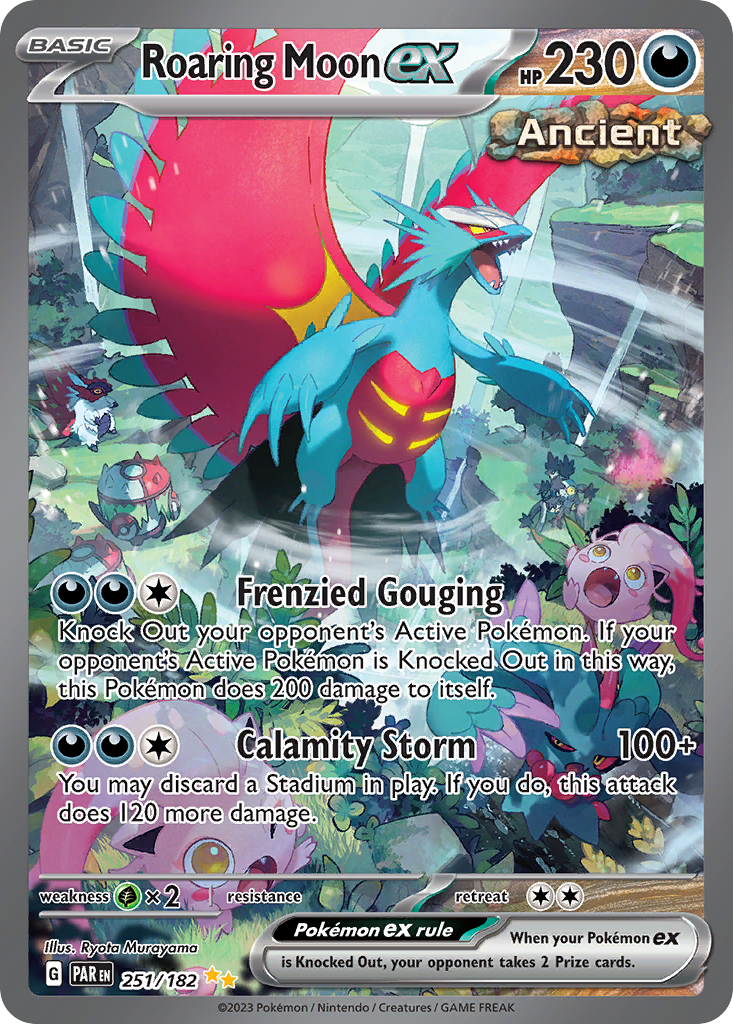 BASIC
Roaring Moon ex
HP 230
Ancient
Frenzied Gouging
Knock Out your opponent's Active Pokémon. If your
opponent's Active Pokémon is Knocked Out in this way,
this Pokémon does 200 damage to itself.
Calamity Storm 100+
You may discard a Stadium in play. If you do, this attack
does 120 more damage.
weakness ×2 resistance retreat
Illus. Ryota Murayama
G PAR EN 251/182
Pokémon ex rule
When your Pokémon ex
is Knocked Out, your opponent takes 2 Prize cards.
©2023 Pokémon / Nintendo / Creatures / GAME FREAK